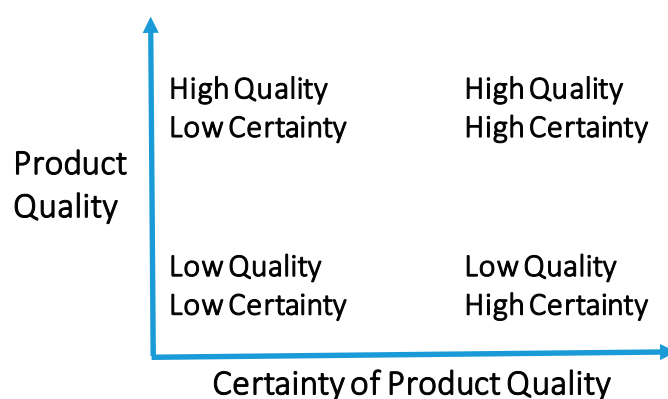 High Quality
Low Certainty
High Quality
High Certainty
Product
Quality
Low Quality
Low Certainty
Low Quality
High Certainty
Certainty of Product Quality